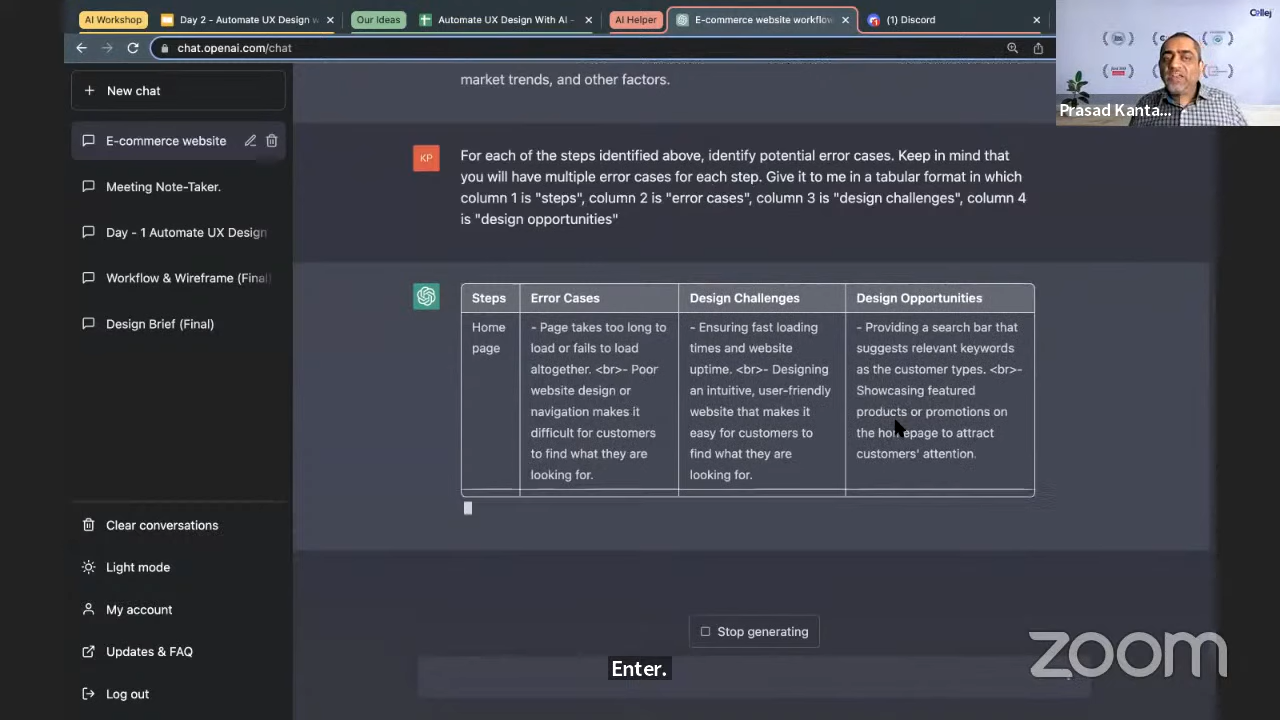 AI Workshop
Day 2 - Automate UX Design w
Our Ideas
Automate UX Design With AI -
AI Helper
E-commerce website workflow
(1) Discord
chat.openai.com/chat
Prasad Kanta...
New chat
E-commerce website
Meeting Note-Taker.
Day - 1 Automate UX Design
Workflow & Wireframe (Final)
Design Brief (Final)
Clear conversations
Light mode
My account
Updates & FAQ
Log out
market trends, and other factors.
KP
For each of the steps identified above, identify potential error cases. Keep in mind that
you will have multiple error cases for each step. Give it to me in a tabular format in which
column 1 is "steps", column 2 is "error cases", column 3 is "design challenges", column 4
is "design opportunities"
Steps
Error Cases
Design Challenges
Design Opportunities
Home
page
- Page takes too long to
load or fails to load
altogether. <br>- Poor
website design or
navigation makes it
difficult for customers
to find what they are
looking for.
- Ensuring fast loading
times and website
uptime. <br>- Designing
an intuitive, user-friendly
website that makes it
easy for customers to
find what they are
looking for.
- Providing a search bar that
suggests relevant keywords
as the customer types. <br>-
Showcasing featured
products or promotions on
the homepage to attract
customers' attention.
Stop generating
Enter.
zoom